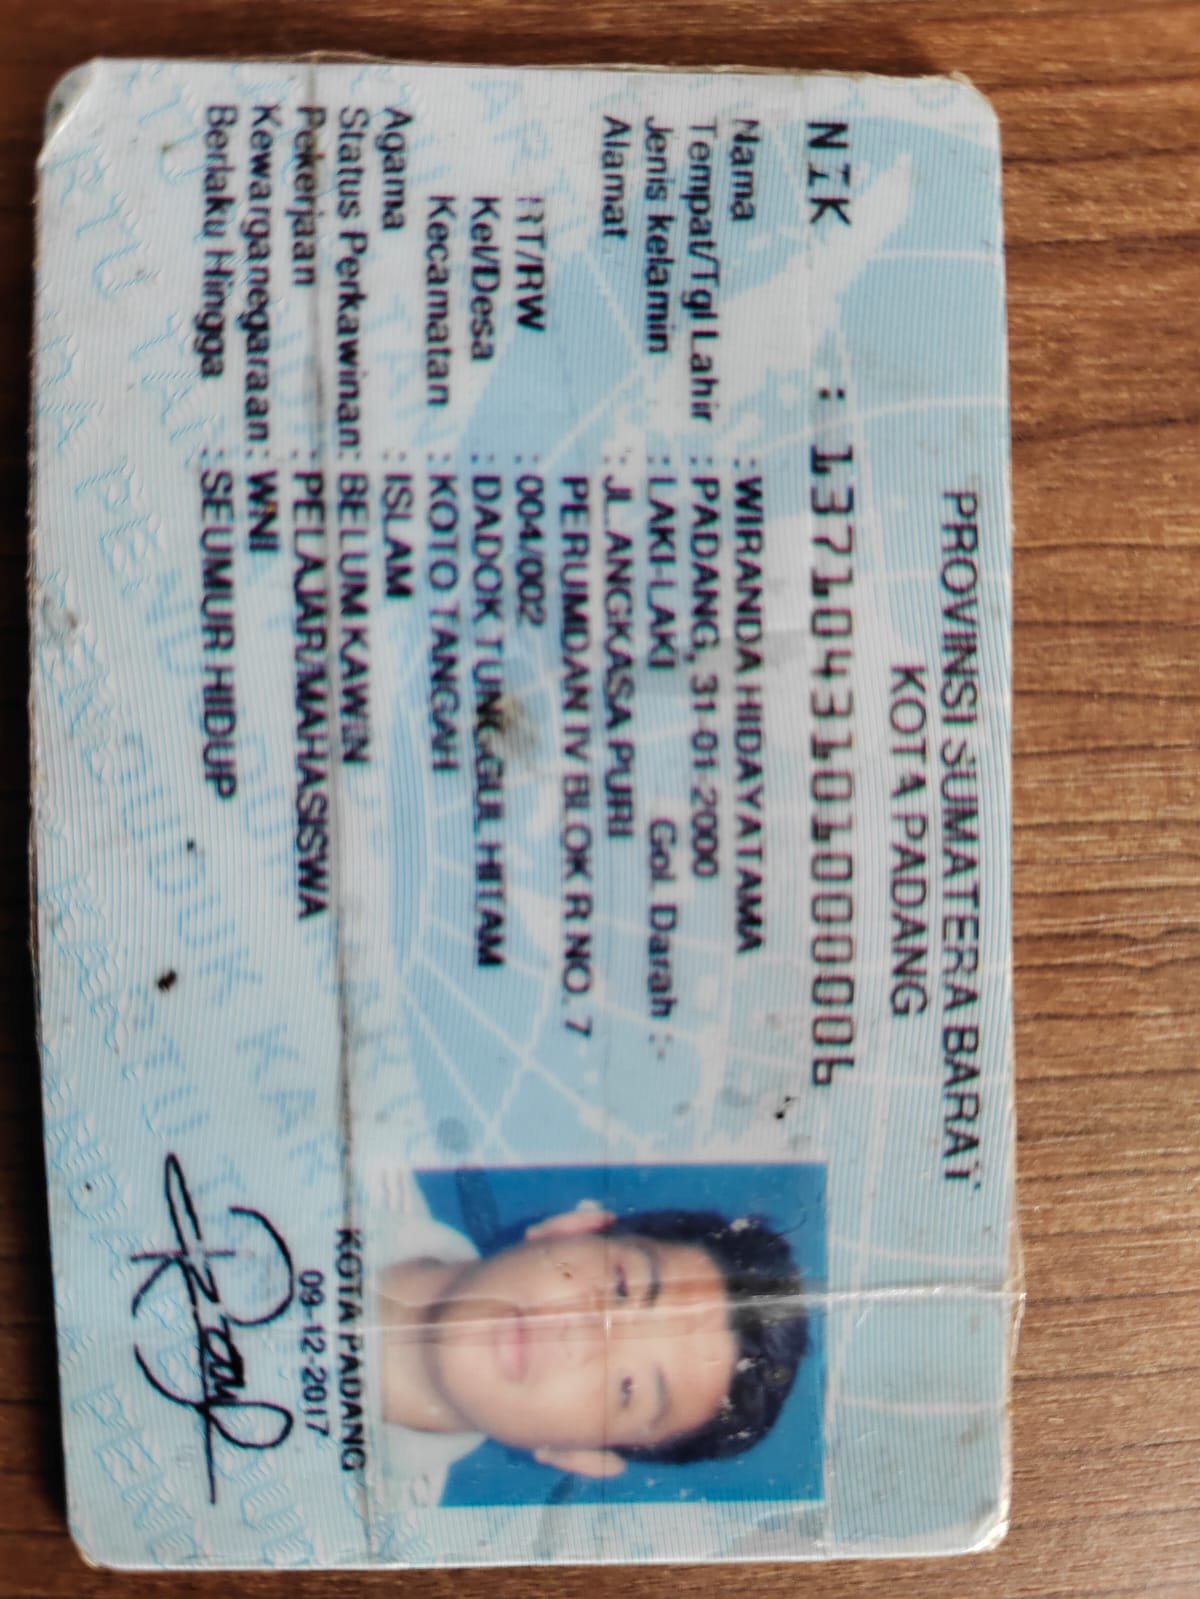 PROVINSI SUMATERA BARAT
KOTA PADANG
NIK : 1371043101000006
Nama : WIRANDA HIDAYATAMA
Tempat/Tgl Lahir : PADANG, 31-01-2000
Jenis kelamin : LAKI-LAKI Gol. Darah :-
Alamat : JL. ANGKASA PURI
PERUMDAN IV BLOK R NO. 7
RT/RW : 004/002
Kel/Desa : DADOK TUNGGUL HITAM
Kecamatan : KOTO TANGAH
Agama : ISLAM
Status Perkawinan: BELUM KAWIN
Pekerjaan : PELAJAR/MAHASISWA
Kewarganegaraan: WNI
Berlaku Hingga : SEUMUR HIDUP
KOTA PADANG
09-12-2017